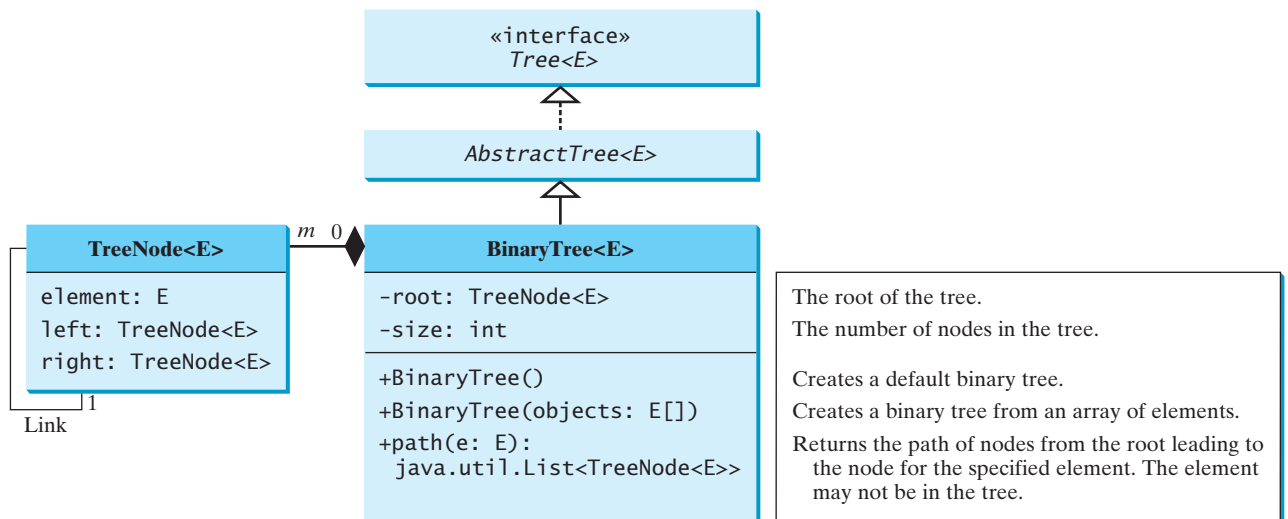 «interface»
Tree<E>
AbstractTree<E>
m 0
TreeNode<E>
element: E
left: TreeNode<E>
right: TreeNode<E>
1
Link
BinaryTree<E>
-root: TreeNode<E>
-size: int
+BinaryTree()
+BinaryTree(objects: E[])
+path(e: E):
java.util.List<TreeNode<E>>
The root of the tree.
The number of nodes in the tree.
Creates a default binary tree.
Creates a binary tree from an array of elements.
Returns the path of nodes from the root leading to
the node for the specified element. The element
may not be in the tree.